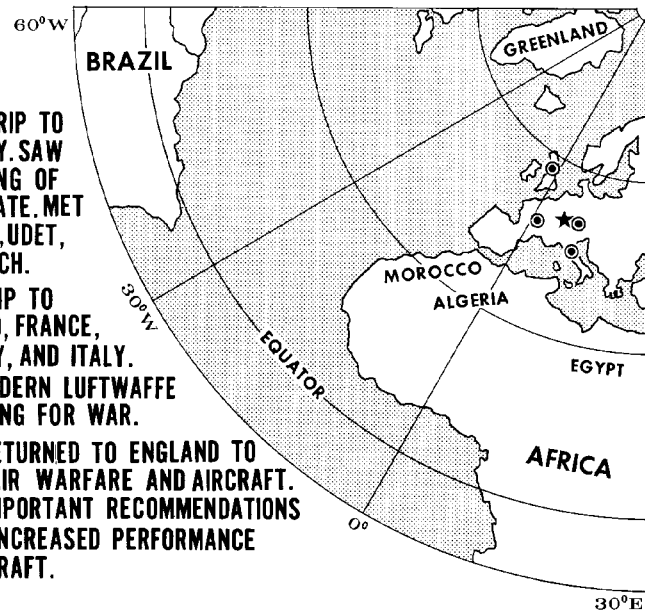 60°W
BRAZIL
GREENLAND
RIP TO
Y. SAW
NG OF
ATE. MET
, UDET,
CH.
30°W
MOROCCO
ALGERIA
IP TO
, FRANCE,
Y, AND ITALY.
DERN LUFTWAFFE
NG FOR WAR.
EQUATOR
EGYPT
ETURNED TO ENGLAND TO
IR WARFARE AND AIRCRAFT.
MPORTANT RECOMMENDATIONS
NCREASED PERFORMANCE
RAFT.
AFRICA
0°
30°E